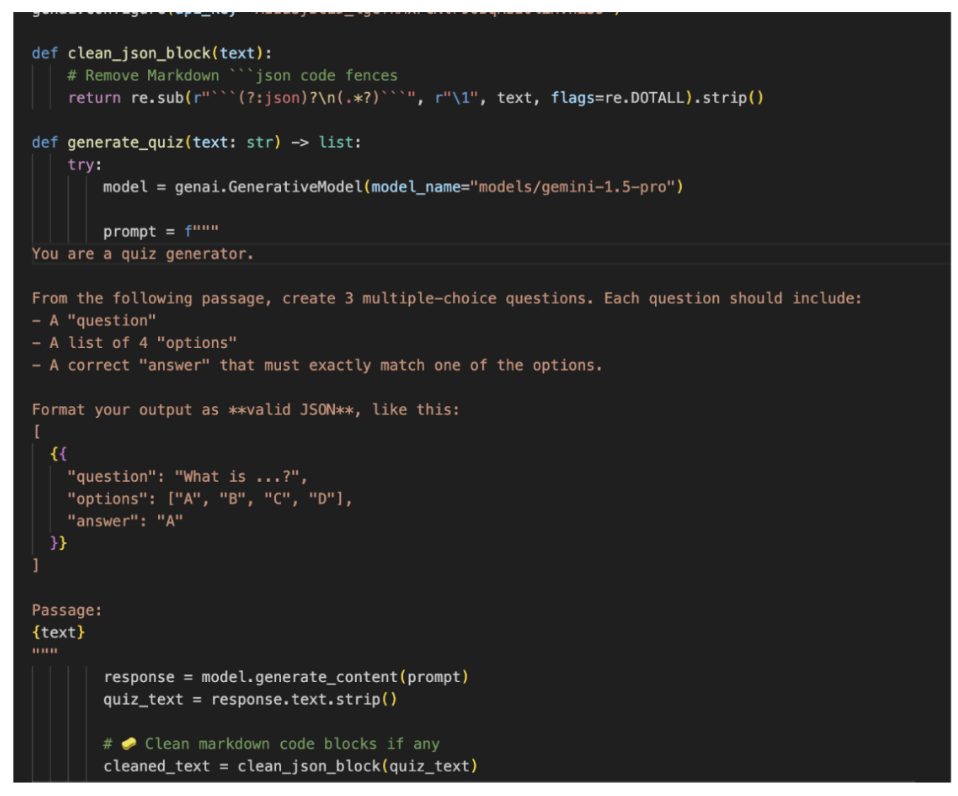 def clean_json_block(text):
# Remove Markdown ```json code fences
return re.sub(r"```(?:json)?\n(.*?)```", r"\1", text, flags=re.DOTALL).strip()
def generate_quiz(text: str) -> list:
try:
model = genai.GenerativeModel(model_name="models/gemini-1.5-pro")
prompt = f"""
You are a quiz generator.
From the following passage, create 3 multiple-choice questions. Each question should include:
- A "question"
- A list of 4 "options"
- A correct "answer" that must exactly match one of the options.
Format your output as **valid JSON**, like this:
[
{{
"question": "What is ...?",
"options": ["A", "B", "C", "D"],
"answer": "A"
}}
]
Passage:
{text}
"""
response = model.generate_content(prompt)
quiz_text = response.text.strip()
# 🧽 Clean markdown code blocks if any
cleaned_text = clean_json_block(quiz_text)